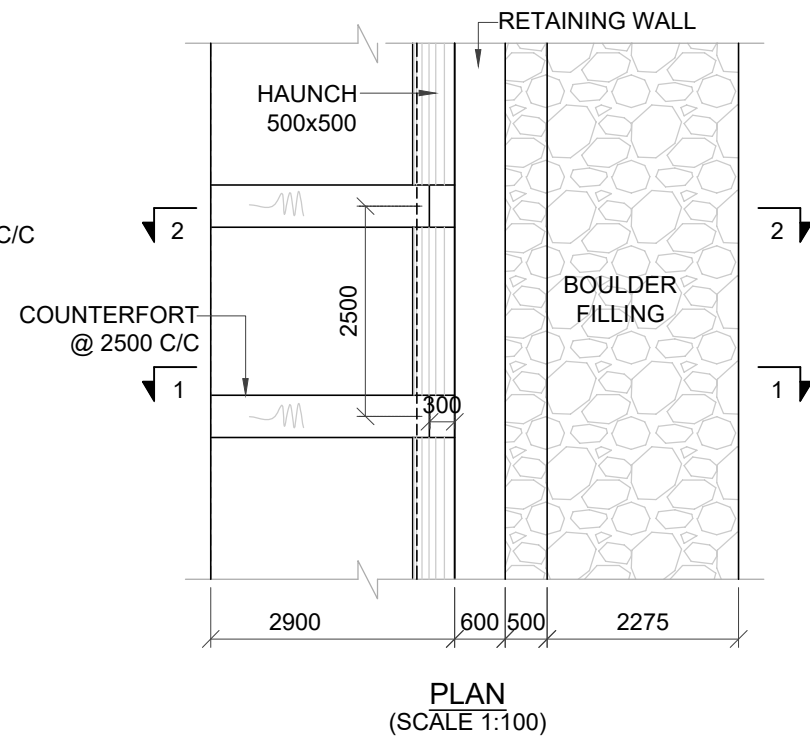 RETAINING WALL
HAUNCH
500x500
C/C
2
2
BOULDER
FILLING
COUNTERFORT
@ 2500 C/C
2500
1
1
300
2900
600
500
2275
PLAN
(SCALE 1:100)